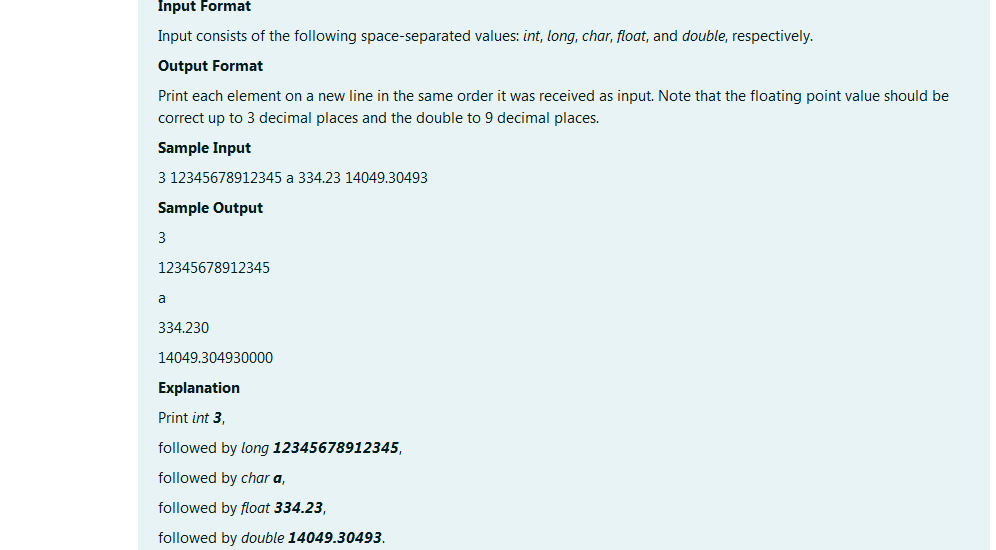 Input Format
Input consists of the following space-separated values: int, long, char, float, and double, respectively.
Output Format
Print each element on a new line in the same order it was received as input. Note that the floating point value should be
correct up to 3 decimal places and the double to 9 decimal places.
Sample Input
3 12345678912345 a 334.23 14049.30493
Sample Output
3
12345678912345
a
334.230
14049.304930000
Explanation
Print int 3,
followed by long 12345678912345,
followed by char a,
followed by float 334.23,
followed by double 14049.30493.